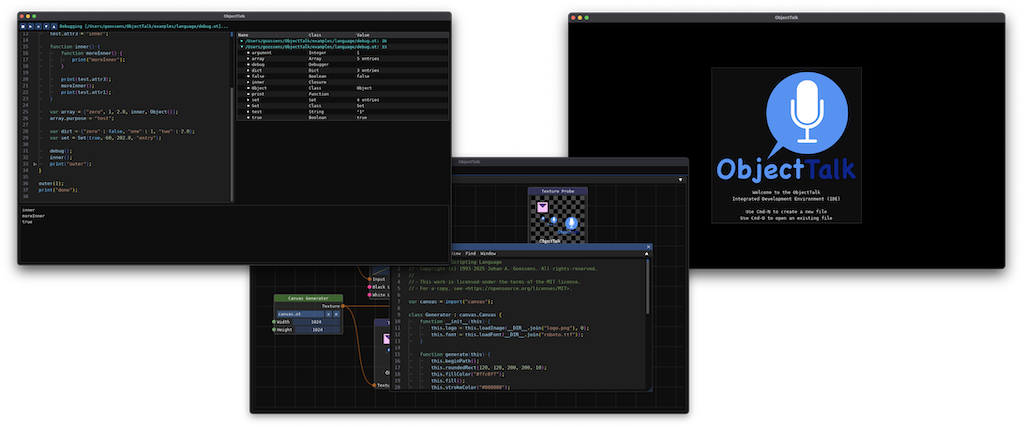 ObjectTalk
Debugging [/Users/goossens/ObjectTalk/examples/language/debug.ot]...
13 test.attr3 = "inner";
14
15 function inner() {
16 function moreInner() {
17 print("moreInner");
18 }
19
20 print(test.attr3);
21 moreInner();
22 print(test.attr1);
23 }
24
25 var array = ["zero", 1, 2.0, inner, Object()];
26 array.purpose = "test";
27
28 var dict = {"zero" : false, "one" : 1, "two" : 2.0};
29 var set = Set(true, 60, 202.0, "entry");
30
31 debug();
32 inner();
33 print("outer");
34 }
35
36 outer(1);
37 print("done");
38
Name Class Value
/Users/goossens/ObjectTalk/examples/language/debug.ot: 36
/Users/goossens/ObjectTalk/examples/language/debug.ot: 33
argument Integer 1
array Array 5 entries
debug Debugger
dict Dict 3 entries
false Boolean false
inner Closure
Object Class Object
print Function
set Set 4 entries
Set Class Set
test String "1"
true Boolean true
inner
moreInner
true
ObjectTalk
ObjectTalk
Welcome to the ObjectTalk
Integrated Development Environment (IDE)
Use Cmd-N to create a new file
Use Cmd-O to open an existing file
ObjectTalk
Texture Probe
ObjectTalk
Input
Black L
White L
Canvas Generator
Texture
canvas.ot
Width 1024
Height 1024
Textu
View Find Window
Scripting Language
2 // Copyright (c) 1993-2025 Johan A. Goossens. All rights reserved.
3 //
4 // This work is licensed under the terms of the MIT license.
5 // For a copy, see <https://opensource.org/licenses/MIT>.
6
7 var canvas = import("canvas");
8
9 class Generator : canvas.Canvas {
10 function __init__(this) {
11 this.logo = this.loadImage(__DIR__.join("logo.png"), 0);
12 this.font = this.loadFont(__DIR__.join("roboto.ttf"));
13 }
14
15 function generate(this) {
16 this.beginPath();
17 this.roundedRect(120, 120, 200, 200, 10);
18 this.fillColor("#ffc0ff");
19 this.fill();
20 this.strokeColor("#000000");